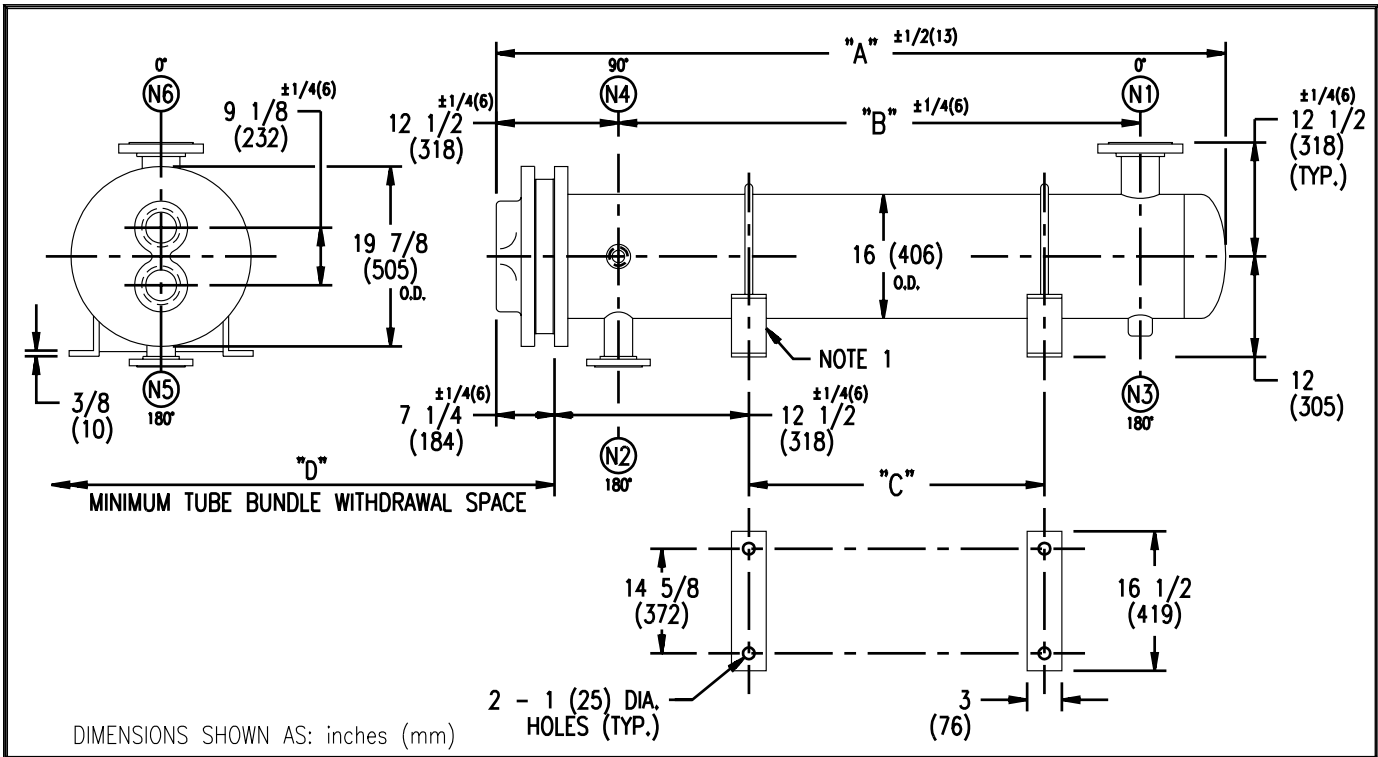 "A" ±1/2(13)
0°
N6
±1/4(6)
9 1/8
(232)
19 7/8
(505)
O.D.
3/8
(10)
N5
180°
±1/4(6)
12 1/2
(318)
90°
N4
"B" ±1/4(6)
0°
N1
±1/4(6)
12 1/2
(318)
(TYP.)
16 (406)
O.D.
NOTE 1
12
(305)
N3
180°
±1/4(6)
7 1/4
(184)
±1/4(6)
12 1/2
(318)
N2
180°
"D"
MINIMUM TUBE BUNDLE WITHDRAWAL SPACE
"C"
14 5/8
(372)
16 1/2
(419)
2 - 1 (25) DIA.
HOLES (TYP.)
3
(76)
DIMENSIONS SHOWN AS: inches (mm)